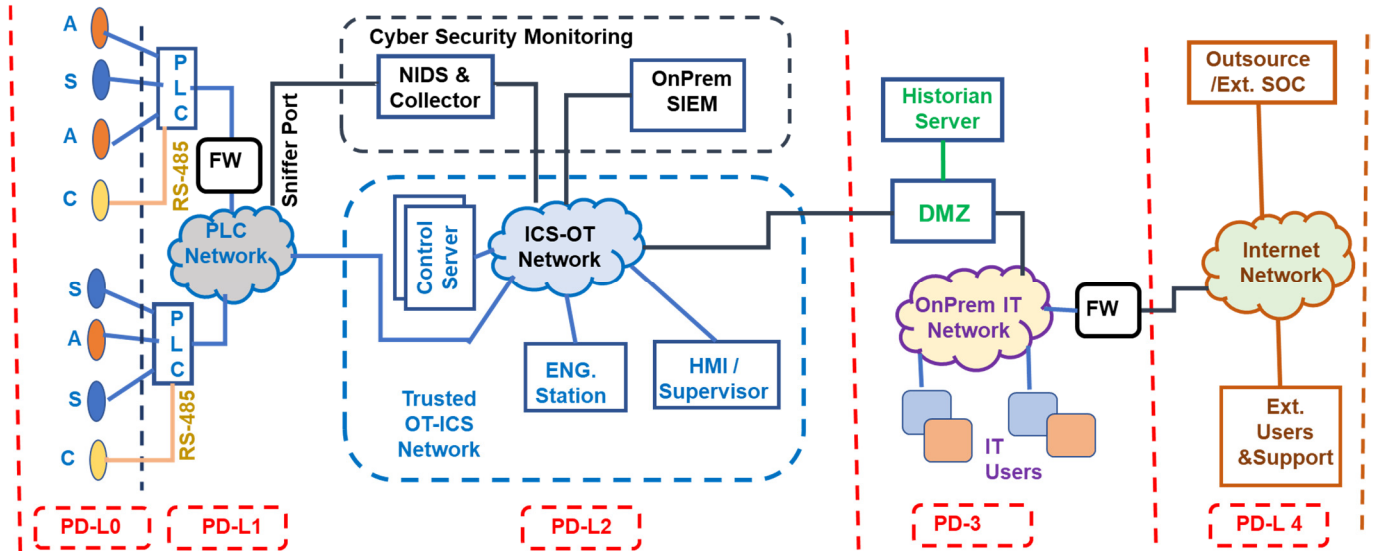 A
S
A
C
P
L
C
RS-485
FW
Sniffer Port
PLC
Network
S
A
S
C
P
L
C
RS-485
Cyber Security Monitoring
NIDS &
Collector
OnPrem
SIEM
Control
Server
ICS-OT
Network
ENG.
Station
HMI /
Supervisor
Trusted
OT-ICS
Network
Historian
Server
DMZ
OnPrem IT
Network
FW
IT
Users
Outsource
/Ext. SOC
Internet
Network
Ext.
Users
&Support
PD-L0
PD-L1
PD-L2
PD-3
PD-L 4